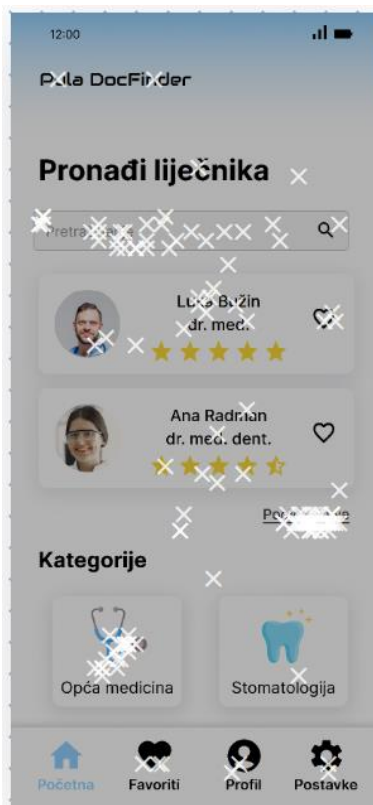 12:00
Pula DocFinder
Pronađi liječnika
Luka Bužin
dr. med.
Ana Radman
dr. med. dent.
Kategorije
Opća medicina
Stomatologija
Početna
Favoriti
Profil
Postavke